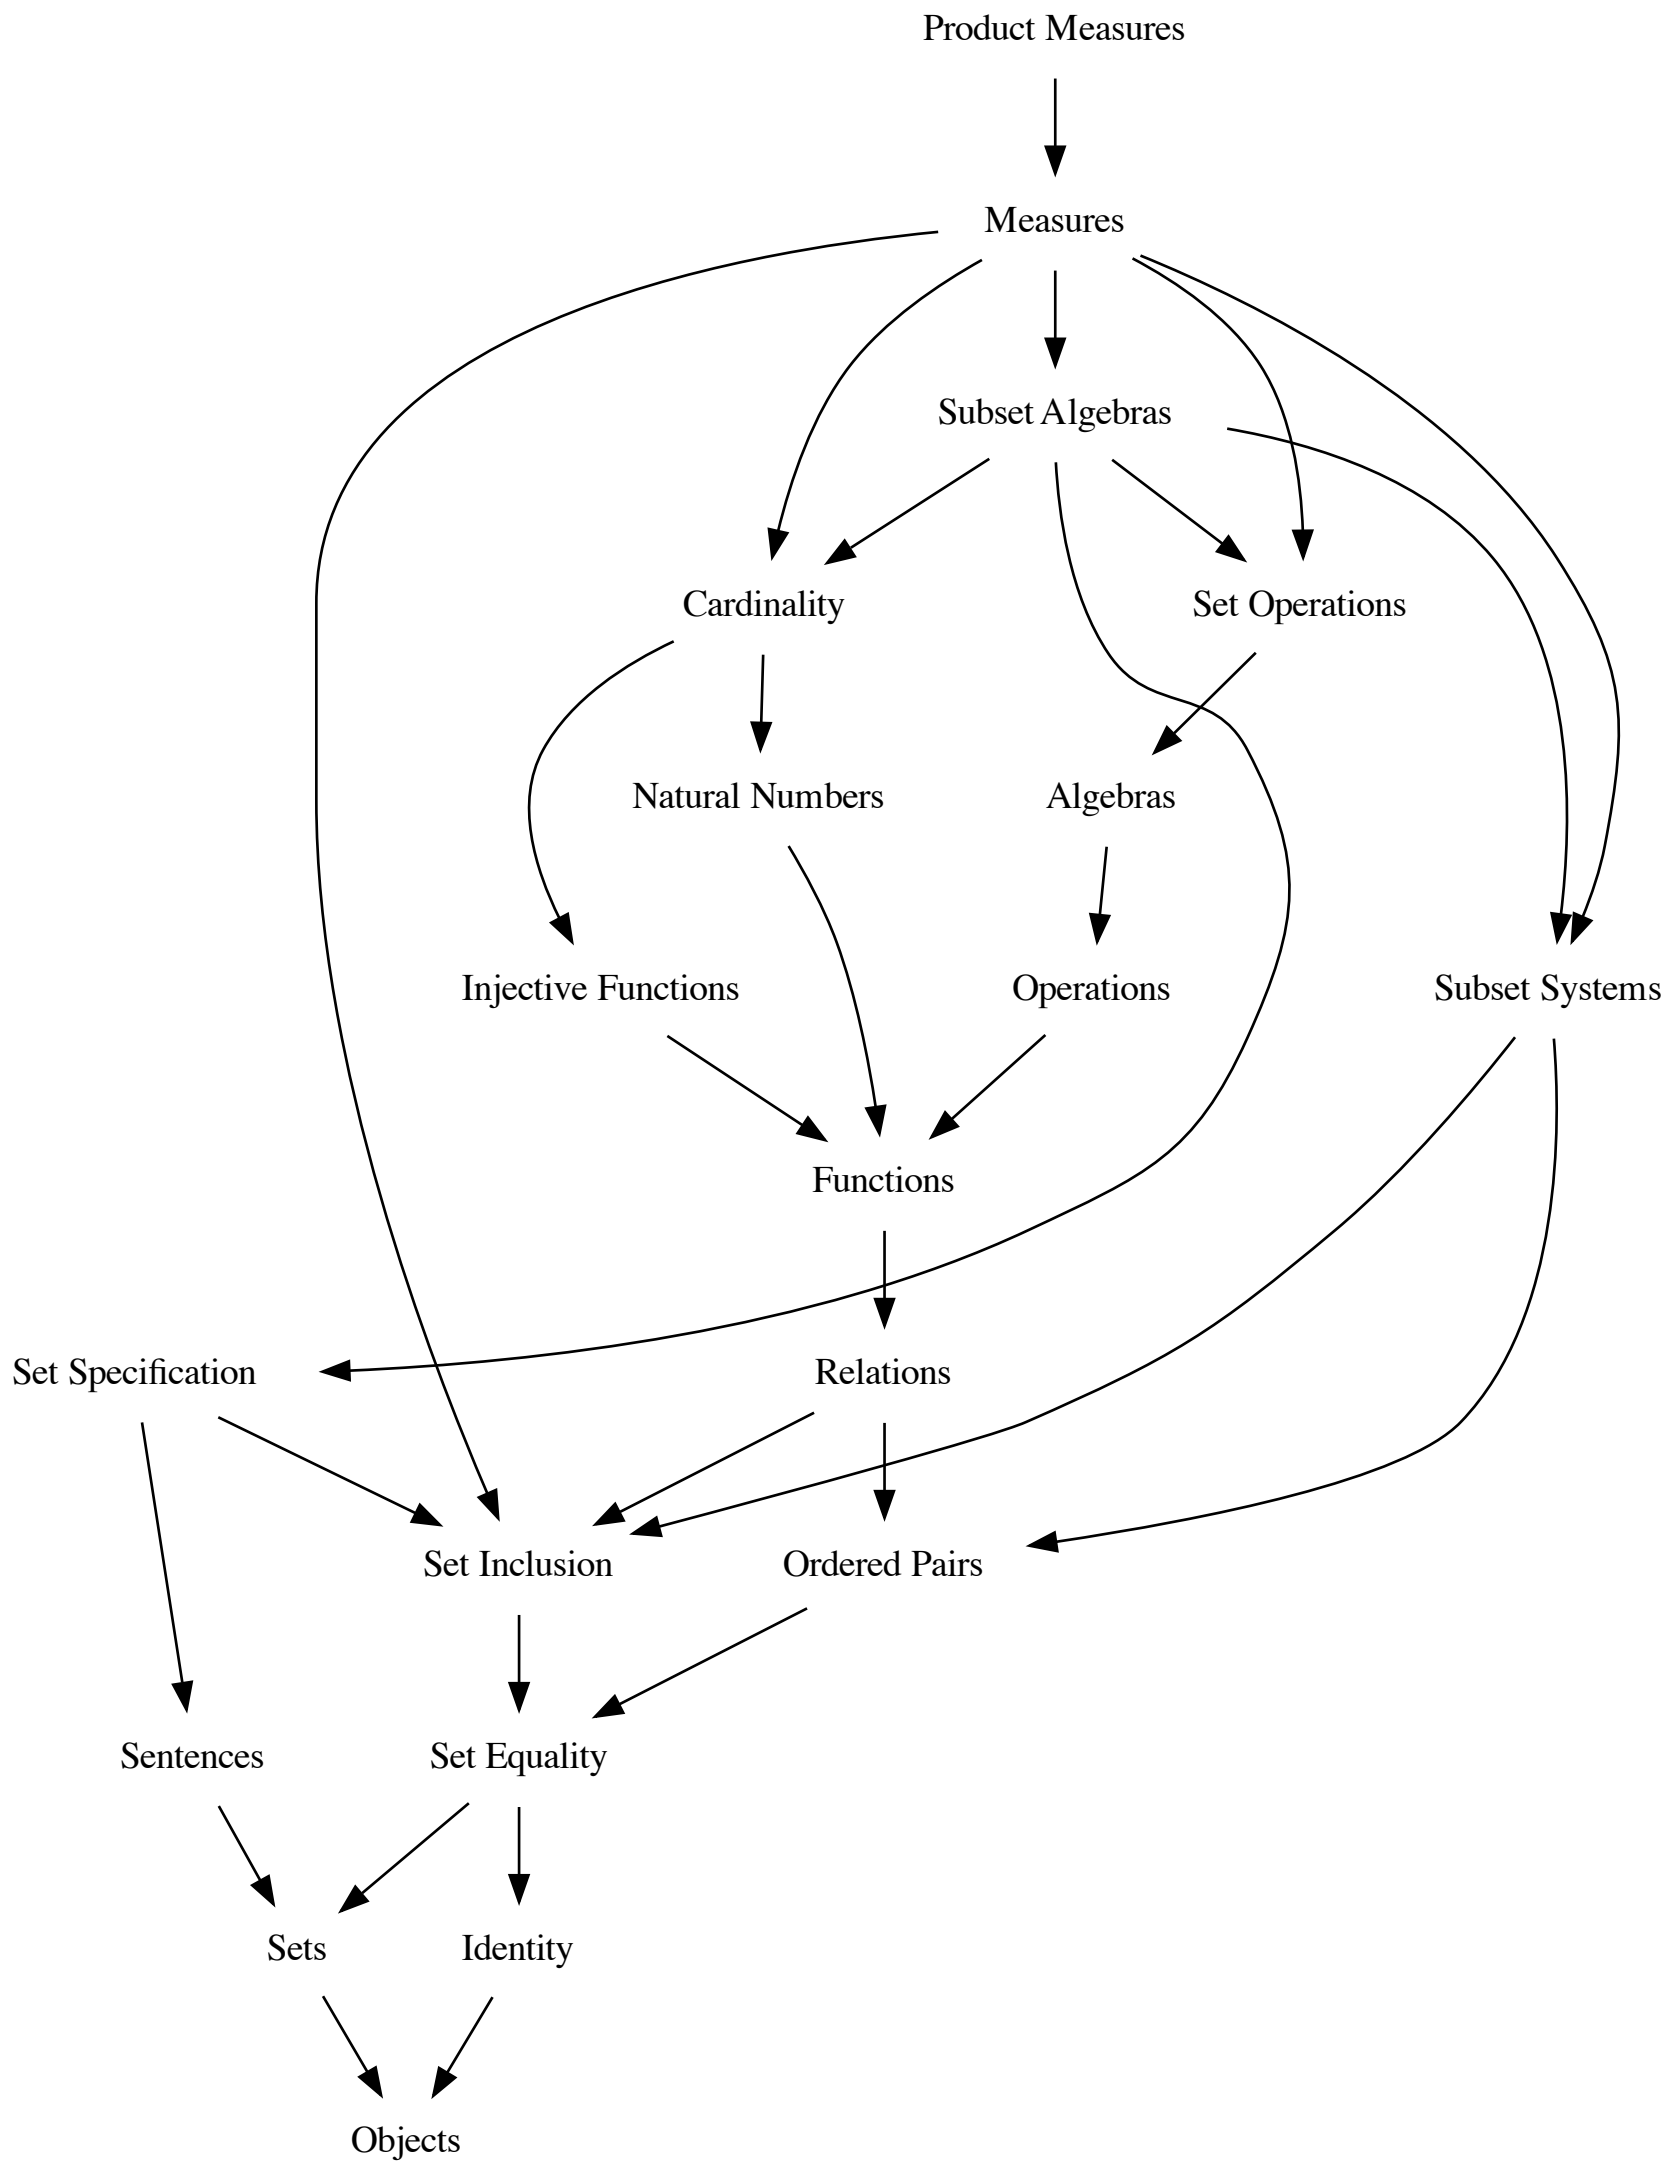 Product Measures
Measures
Subset Algebras
Cardinality
Set Operations
Natural Numbers
Algebras
Injective Functions
Operations
Subset Systems
Functions
Set Specification
Relations
Set Inclusion
Ordered Pairs
Sentences
Set Equality
Sets
Identity
Objects